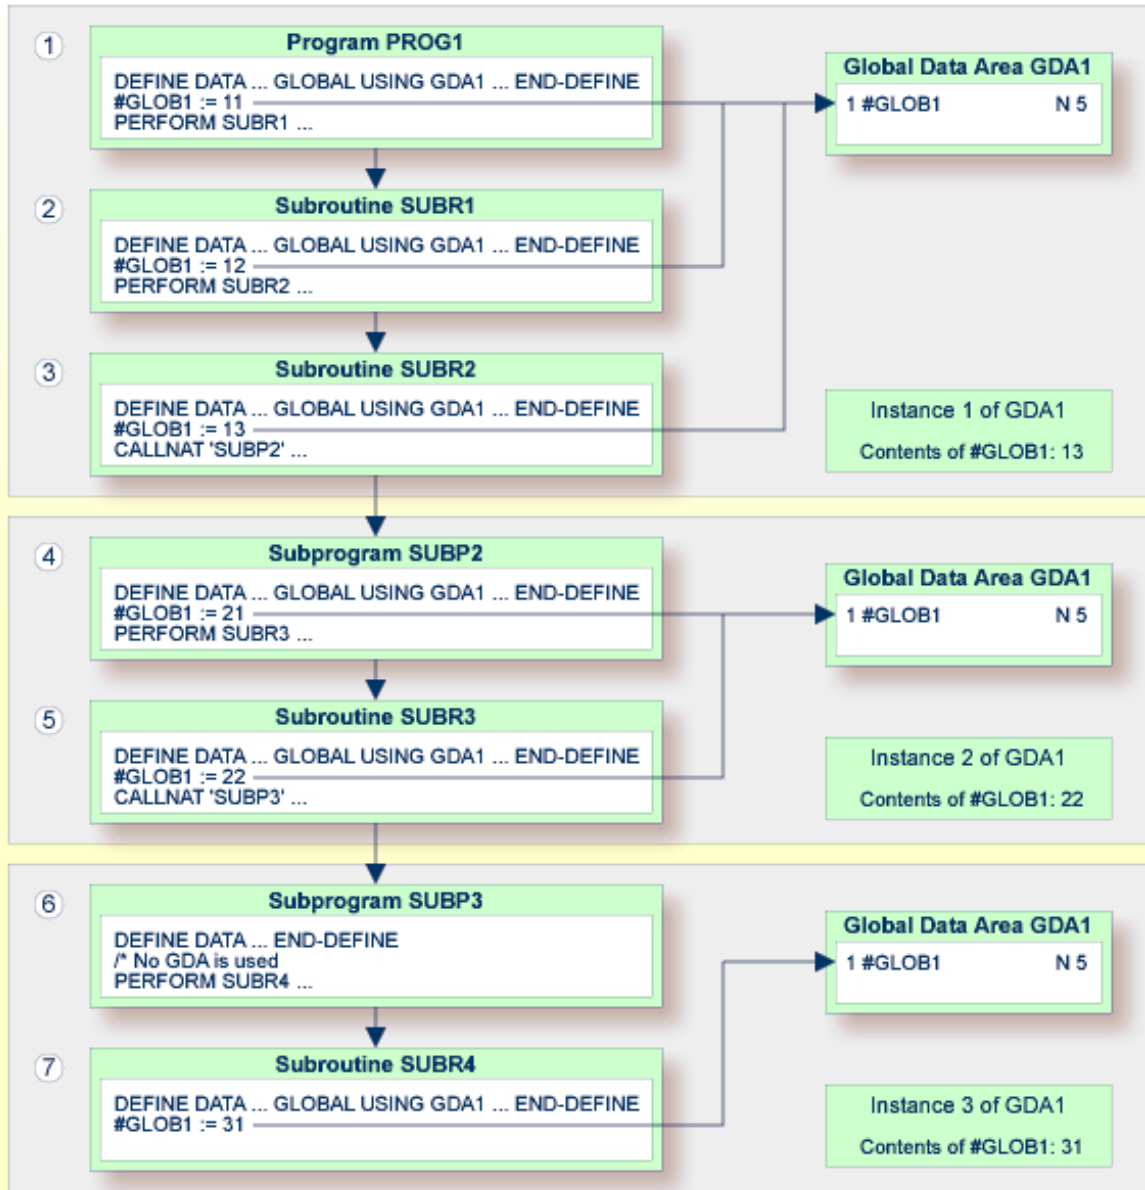 1
Program PROG1
DEFINE DATA ... GLOBAL USING GDA1 ... END-DEFINE
#GLOB1 := 11
PERFORM SUBR1 ...
Global Data Area GDA1
1 #GLOB1 N 5
2
Subroutine SUBR1
DEFINE DATA ... GLOBAL USING GDA1 ... END-DEFINE
#GLOB1 := 12
PERFORM SUBR2 ...
3
Subroutine SUBR2
DEFINE DATA ... GLOBAL USING GDA1 ... END-DEFINE
#GLOB1 := 13
CALLNAT 'SUBP2' ...
Instance 1 of GDA1
Contents of #GLOB1: 13
4
Subprogram SUBP2
DEFINE DATA ... GLOBAL USING GDA1 ... END-DEFINE
#GLOB1 := 21
PERFORM SUBR3 ...
Global Data Area GDA1
1 #GLOB1 N 5
5
Subroutine SUBR3
DEFINE DATA ... GLOBAL USING GDA1 ... END-DEFINE
#GLOB1 := 22
CALLNAT 'SUBP3' ...
Instance 2 of GDA1
Contents of #GLOB1: 22
6
Subprogram SUBP3
DEFINE DATA ... END-DEFINE
/* No GDA is used
PERFORM SUBR4 ...
Global Data Area GDA1
1 #GLOB1 N 5
7
Subroutine SUBR4
DEFINE DATA ... GLOBAL USING GDA1 ... END-DEFINE
#GLOB1 := 31
Instance 3 of GDA1
Contents of #GLOB1: 31